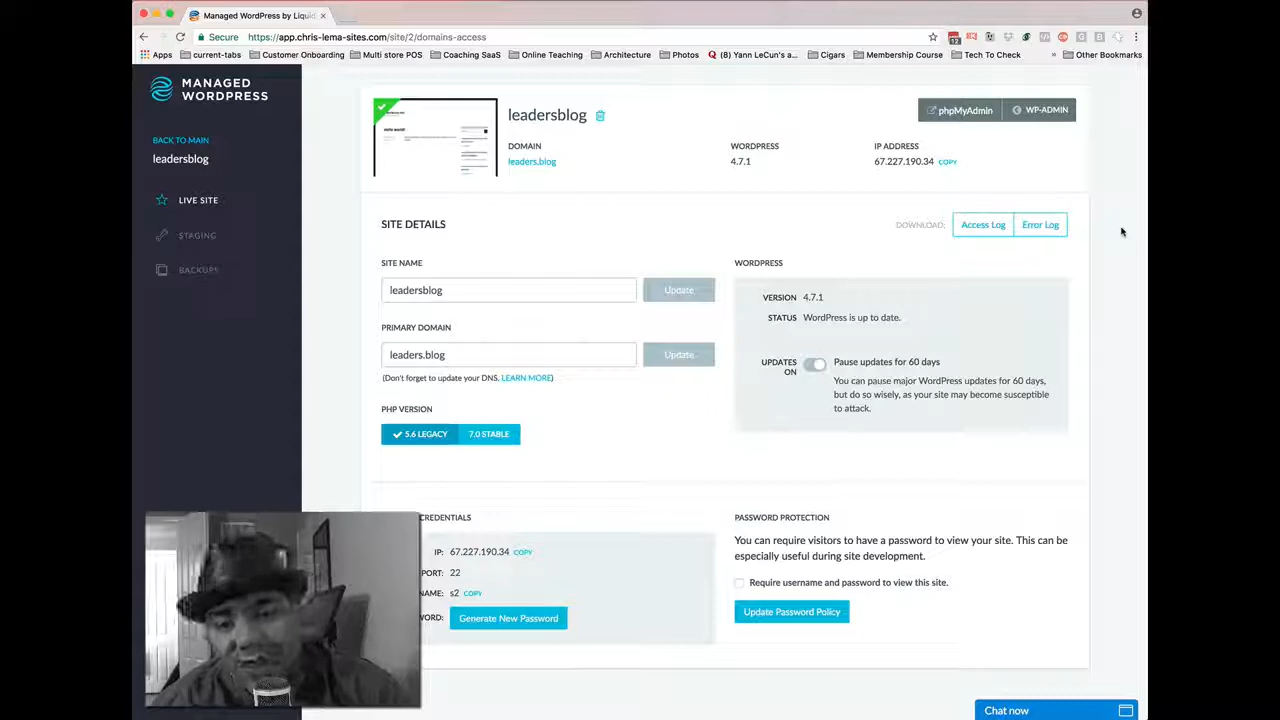 Managed WordPress by Liquid
Secure https://app.chris-lema-sites.com/site/2/domains-access
Apps current-tabs Customer Onboarding Multi store POS Coaching SaaS Online Teaching Architecture Photos (8) Yann LeCun's a... Cigars Membership Course Tech To Check » Other Bookmarks
MANAGED
WORDPRESS
BACK TO MAIN
leadersblog
LIVE SITE
STAGING
BACKUPS
leadersblog
phpMyAdmin
WP-ADMIN
DOMAIN
leaders.blog
WORDPRESS
4.7.1
IP ADDRESS
67.227.190.34 COPY
SITE DETAILS
DOWNLOAD:
Access Log
Error Log
SITE NAME
leadersblog
Update
PRIMARY DOMAIN
leaders.blog
Update
(Don't forget to update your DNS. LEARN MORE)
PHP VERSION
5.6 LEGACY
7.0 STABLE
WORDPRESS
VERSION 4.7.1
STATUS WordPress is up to date.
UPDATES
ON
Pause updates for 60 days
You can pause major WordPress updates for 60 days,
but do so wisely, as your site may become susceptible
to attack.
CREDENTIALS
IP: 67.227.190.34 COPY
PORT: 22
NAME: s2 COPY
WORD: Generate New Password
PASSWORD PROTECTION
You can require visitors to have a password to view your site. This can be
especially useful during site development.
Require username and password to view this site.
Update Password Policy
Chat now